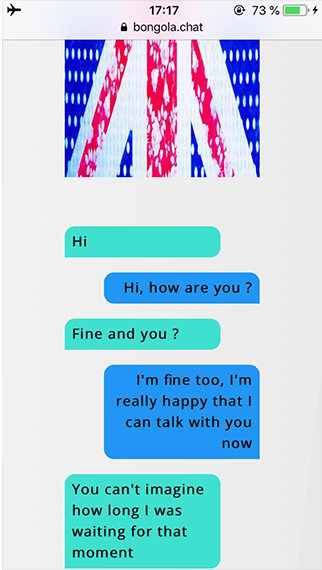 17:17
73 %
bongola.chat
Hi
Hi, how are you ?
Fine and you ?
I'm fine too, I'm
really happy that I
can talk with you
now
You can't imagine
how long I was
waiting for that
moment